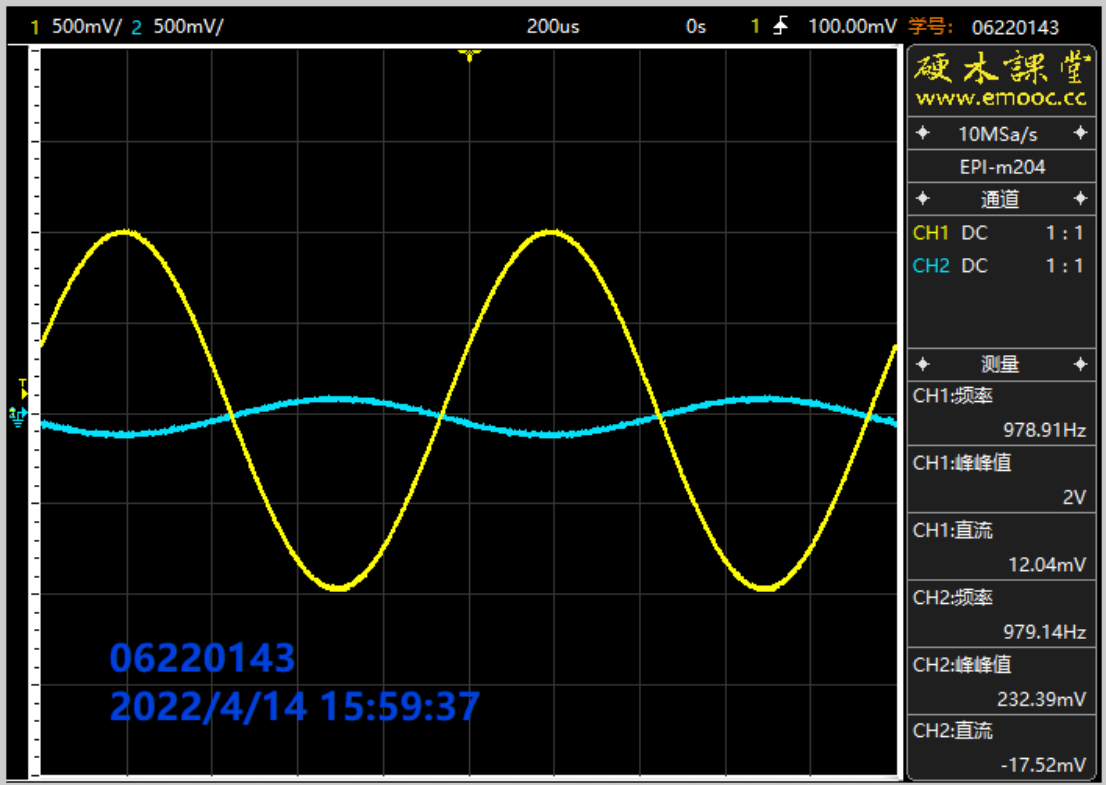 1 500mV/ 2 500mV/ 200us 0s 1 100.00mV 学号: 06220143
硬木課堂
www.emooc.cc
10MSa/s
EPI-m204
通道
CH1 DC 1 : 1
CH2 DC 1 : 1
测量
CH1:频率
978.91Hz
CH1:峰峰值
2V
CH1:直流
12.04mV
CH2:频率
979.14Hz
CH2:峰峰值
232.39mV
CH2:直流
-17.52mV
T
06220143
2022/4/14 15:59:37